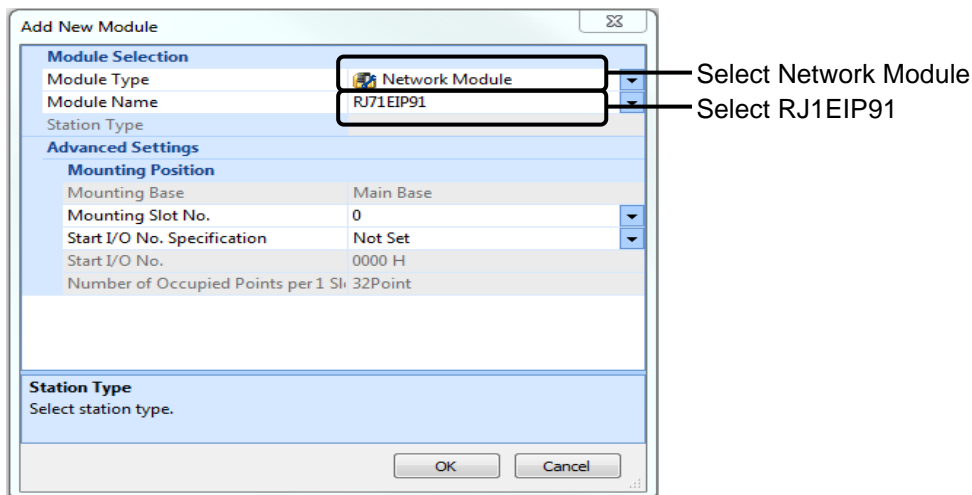 Add New Module
Module Selection
Module Type Network Module
Select Network Module
Module Name RJ71EIP91
Select RJ1EIP91
Station Type
Advanced Settings
Mounting Position
Mounting Base Main Base
Mounting Slot No. 0
Start I/O No. Specification Not Set
Start I/O No. 0000 H
Number of Occupied Points per 1 Sl 32Point
Station Type
Select station type.
OK Cancel